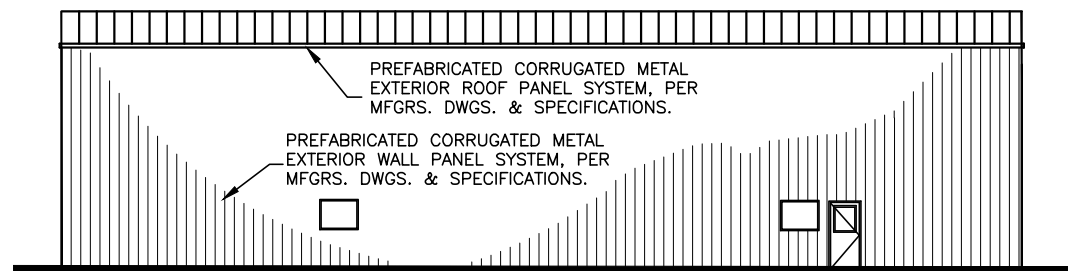 PREFABRICATED CORRUGATED METAL
EXTERIOR ROOF PANEL SYSTEM, PER
MFGRS. DWGS. & SPECIFICATIONS.
PREFABRICATED CORRUGATED METAL
EXTERIOR WALL PANEL SYSTEM, PER
MFGRS. DWGS. & SPECIFICATIONS.